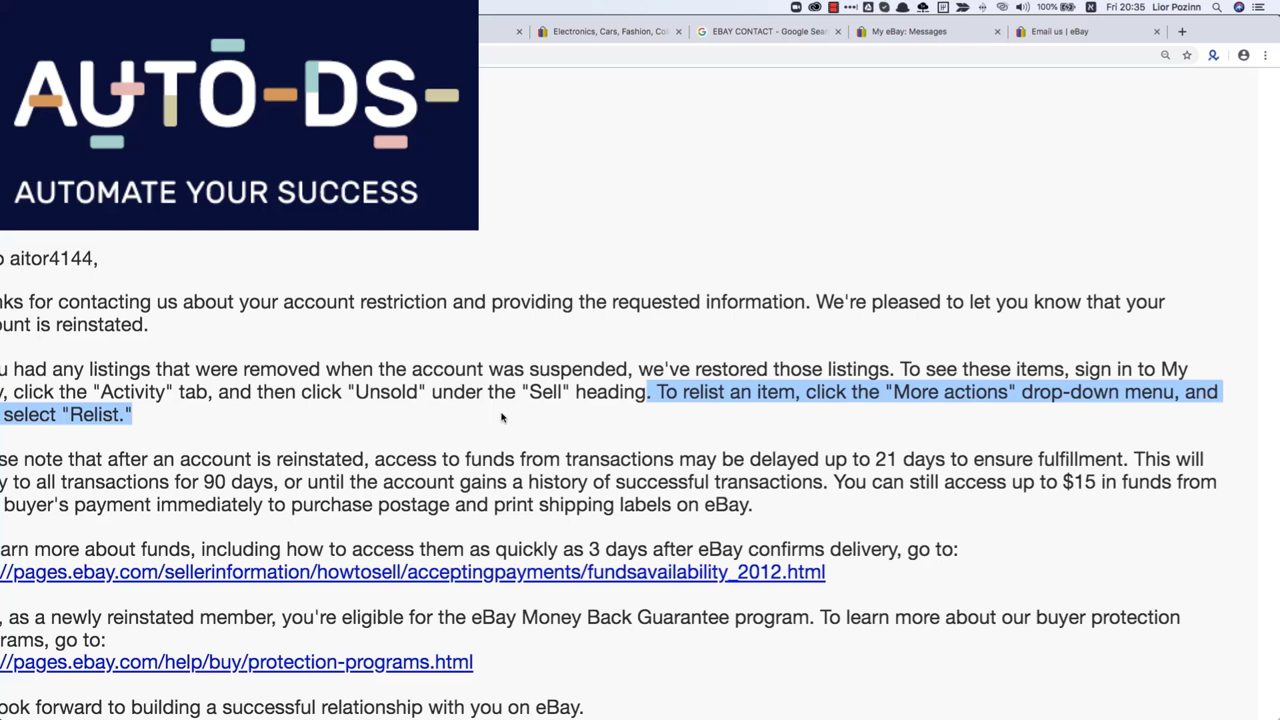 100%
Fri 20:35
Lior Pozinn
Electronics, Cars, Fashion, Co
EBAY CONTACT - Google Sea
My eBay: Messages
Email us | eBay
AUTO-DS-
AUTOMATE YOUR SUCCESS
o aitor4144,
nks for contacting us about your account restriction and providing the requested information. We're pleased to let you know that your
ount is reinstated.
u had any listings that were removed when the account was suspended, we've restored those listings. To see these items, sign in to My
y, click the "Activity" tab, and then click "Unsold" under the "Sell" heading. To relist an item, click the "More actions" drop-down menu, and
select "Relist."
se note that after an account is reinstated, access to funds from transactions may be delayed up to 21 days to ensure fulfillment. This will
y to all transactions for 90 days, or until the account gains a history of successful transactions. You can still access up to $15 in funds from
buyer's payment immediately to purchase postage and print shipping labels on eBay.
arn more about funds, including how to access them as quickly as 3 days after eBay confirms delivery, go to:
//pages.ebay.com/sellerinformation/howtosell/acceptingpayments/fundsavailability_2012.html
, as a newly reinstated member, you're eligible for the eBay Money Back Guarantee program. To learn more about our buyer protection
rams, go to:
//pages.ebay.com/help/buy/protection-programs.html
ook forward to building a successful relationship with you on eBay.